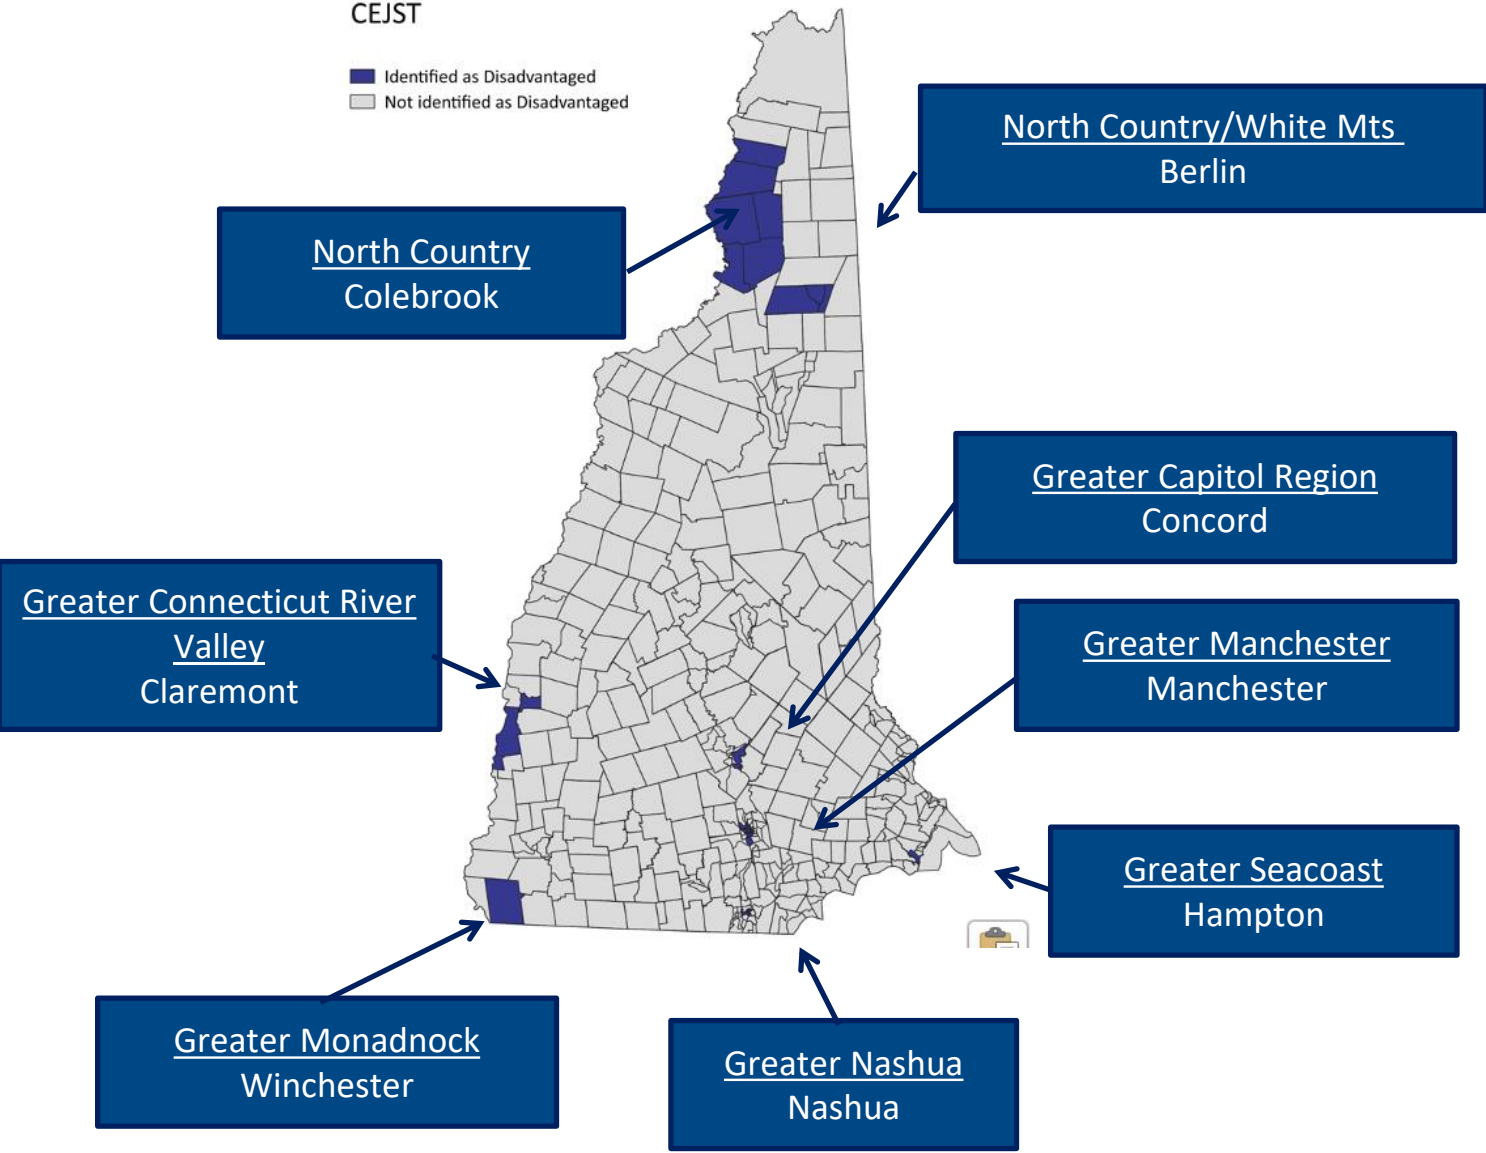 CEJST
Identified as Disadvantaged
Not identified as Disadvantaged
North Country/White Mts
Berlin
North Country
Colebrook
Greater Capitol Region
Concord
Greater Connecticut River
Valley
Claremont
Greater Manchester
Manchester
Greater Seacoast
Hampton
Greater Monadnock
Winchester
Greater Nashua
Nashua